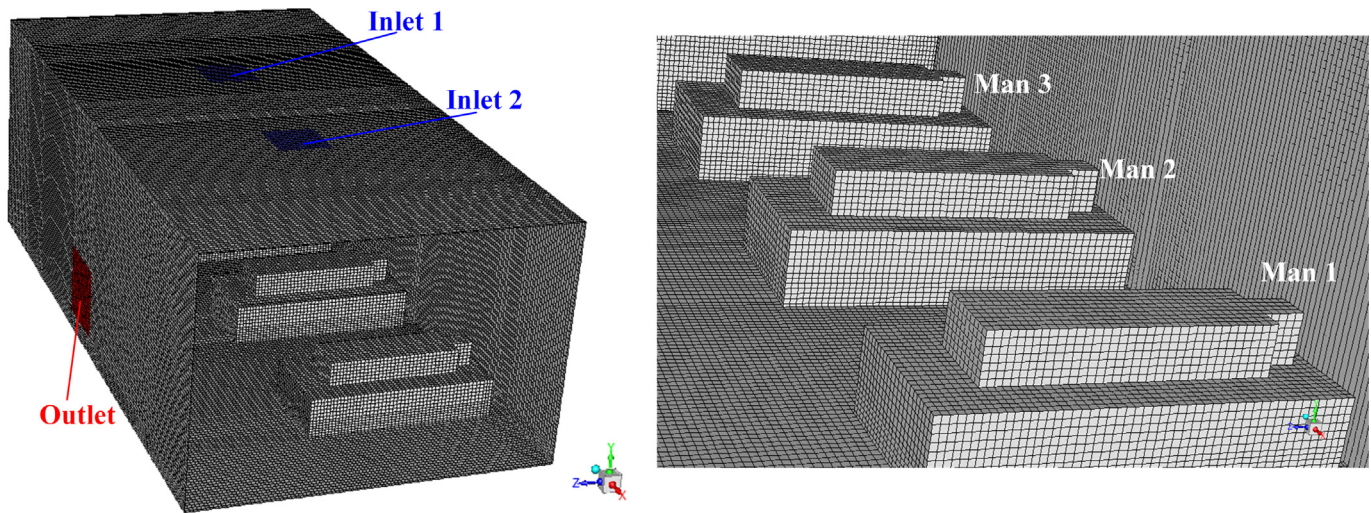 Inlet 1
Inlet 2
Outlet
Y
Z
X
Man 3
Man 2
Man 1
Y
Z
X